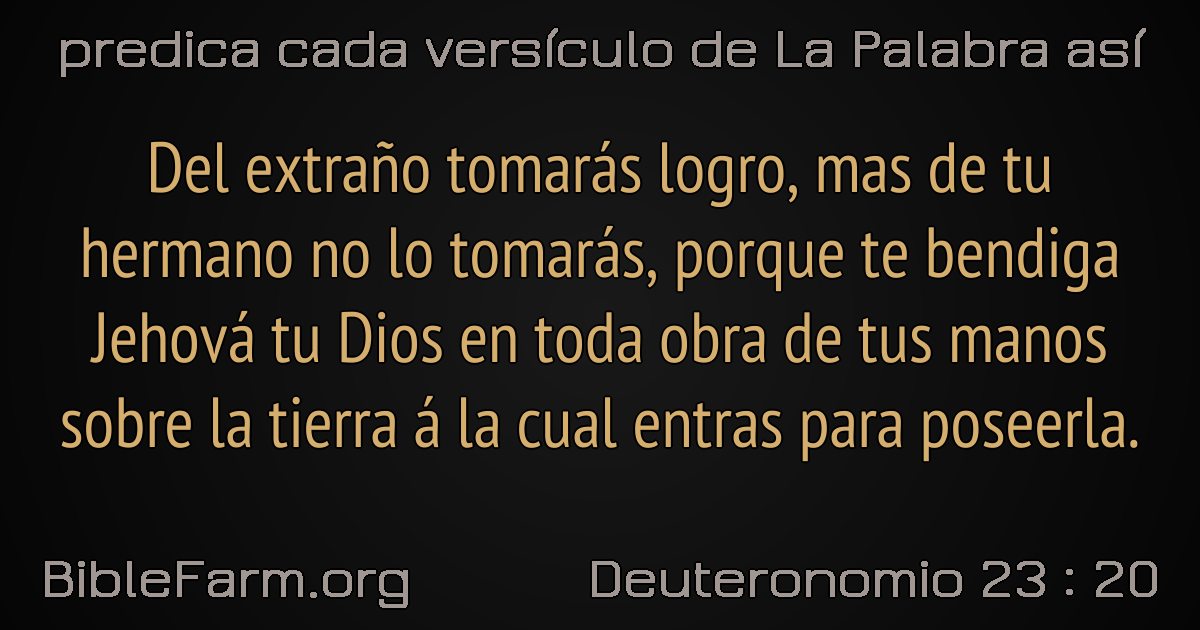 predica cada versículo de La Palabra así
Del extraño tomarás logro, mas de tu
hermano no lo tomarás, porque te bendiga
Jehová tu Dios en toda obra de tus manos
sobre la tierra á la cual entras para poseerla.
BibleFarm.org
Deuteronomio 23 : 20